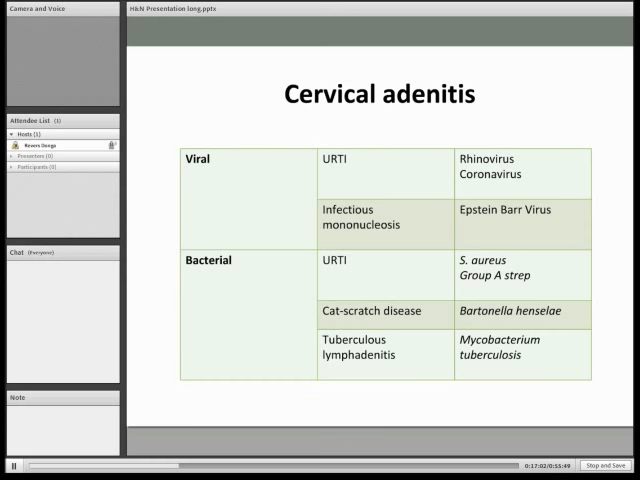 Camera and Voice
H&N Presentation long.pptx
Attendee List (1)
Hosts (1)
Revers Donga
Presenters (0)
Participants (0)
Chat (Everyone)
Note
Cervical adenitis
Viral
URTI
Rhinovirus
Coronavirus
Infectious
mononucleosis
Epstein Barr Virus
Bacterial
URTI
S. aureus
Group A strep
Cat-scratch disease
Bartonella henselae
Tuberculous
lymphadenitis
Mycobacterium
tuberculosis
0:17:02/0:55:49
Stop and Save